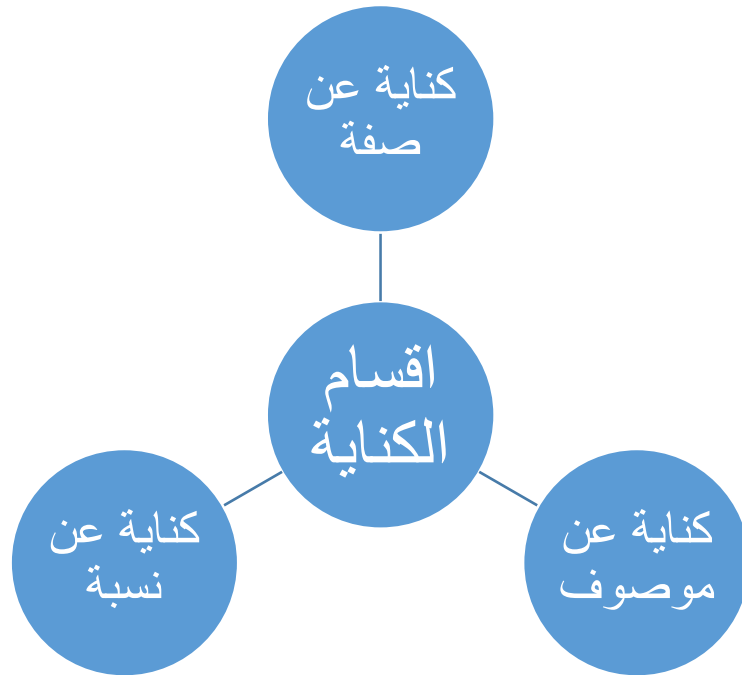 كناية عن
صفة
اقسام
الكناية
كناية عن
موصوف
كناية عن
نسبة